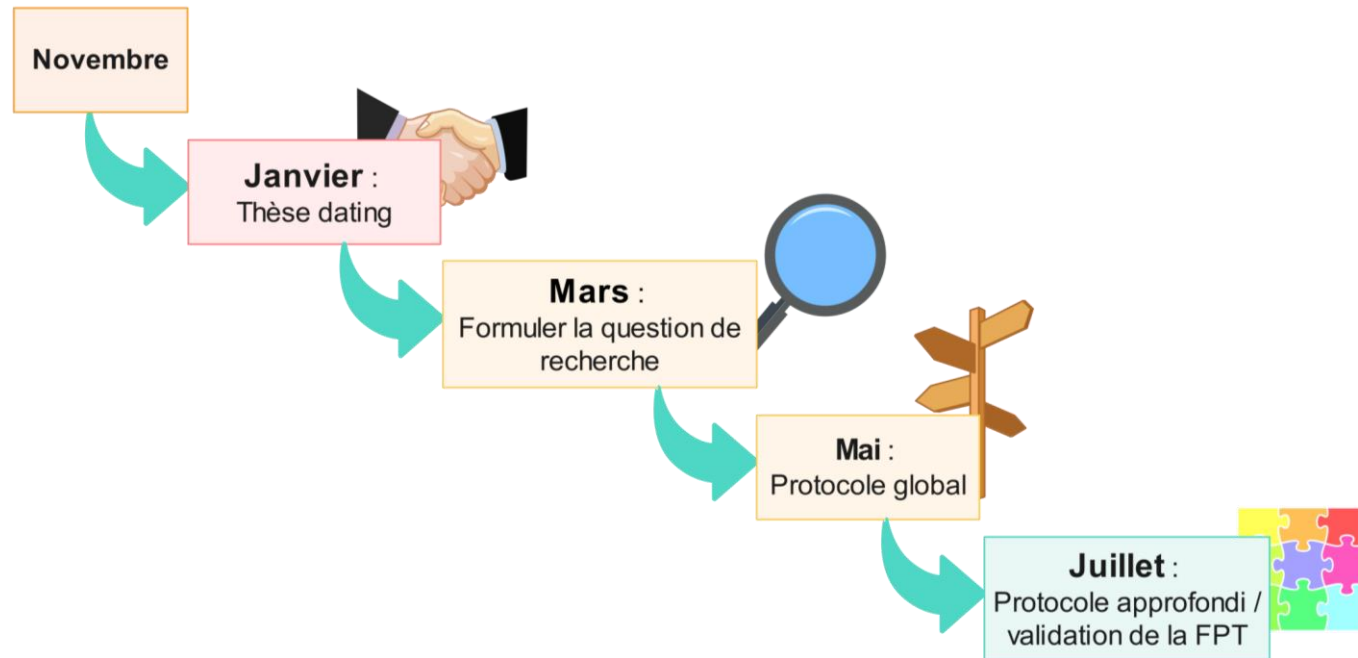 Novembre
Janvier :
Thèse dating
Mars :
Formuler la question de
recherche
Mai :
Protocole global
Juillet :
Protocole approfondi /
validation de la FPT